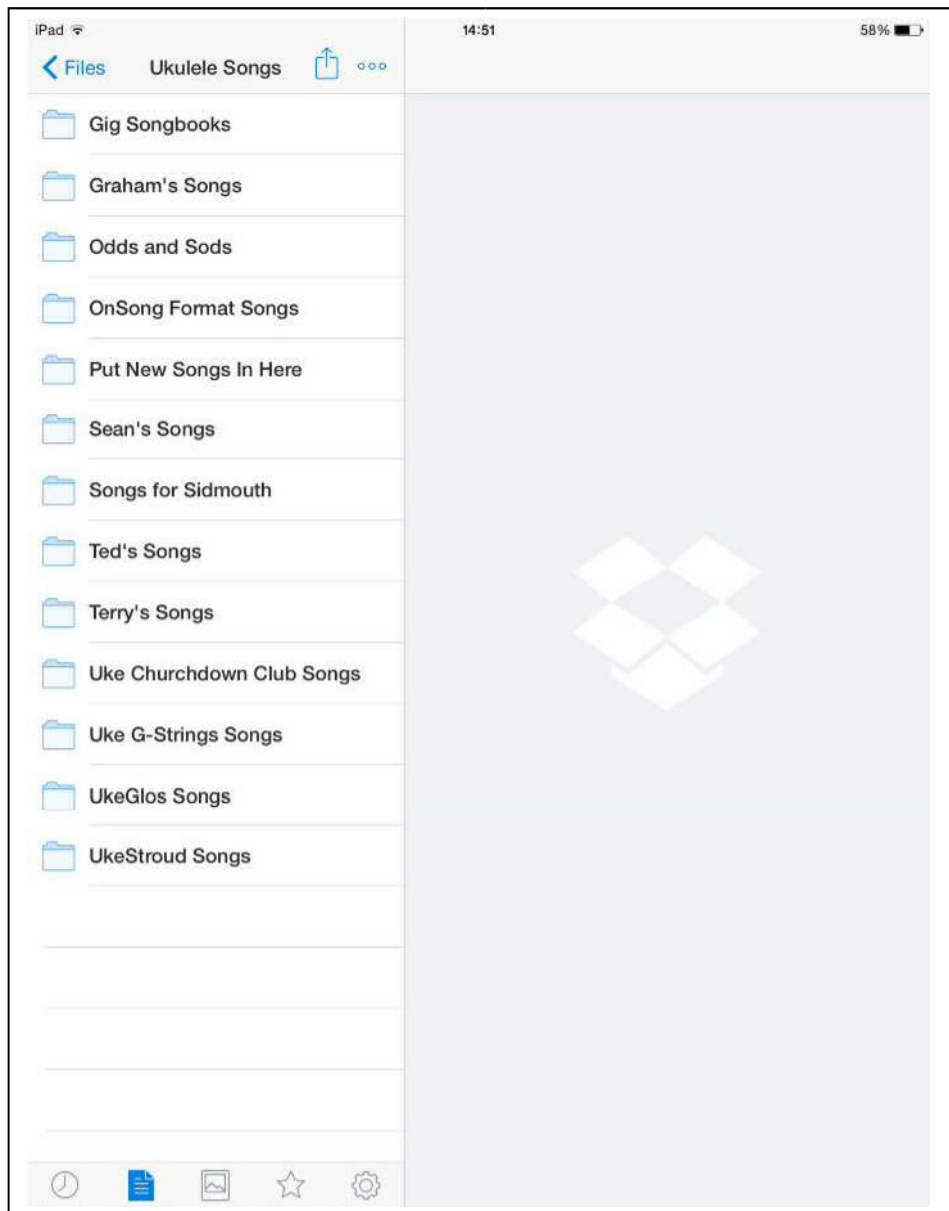 iPad 14:51 58%
Files Ukulele Songs
Gig Songbooks
Graham's Songs
Odds and Sods
OnSong Format Songs
Put New Songs In Here
Sean's Songs
Songs for Sidmouth
Ted's Songs
Terry's Songs
Uke Churchdown Club Songs
Uke G-Strings Songs
UkeGlos Songs
UkeStroud Songs